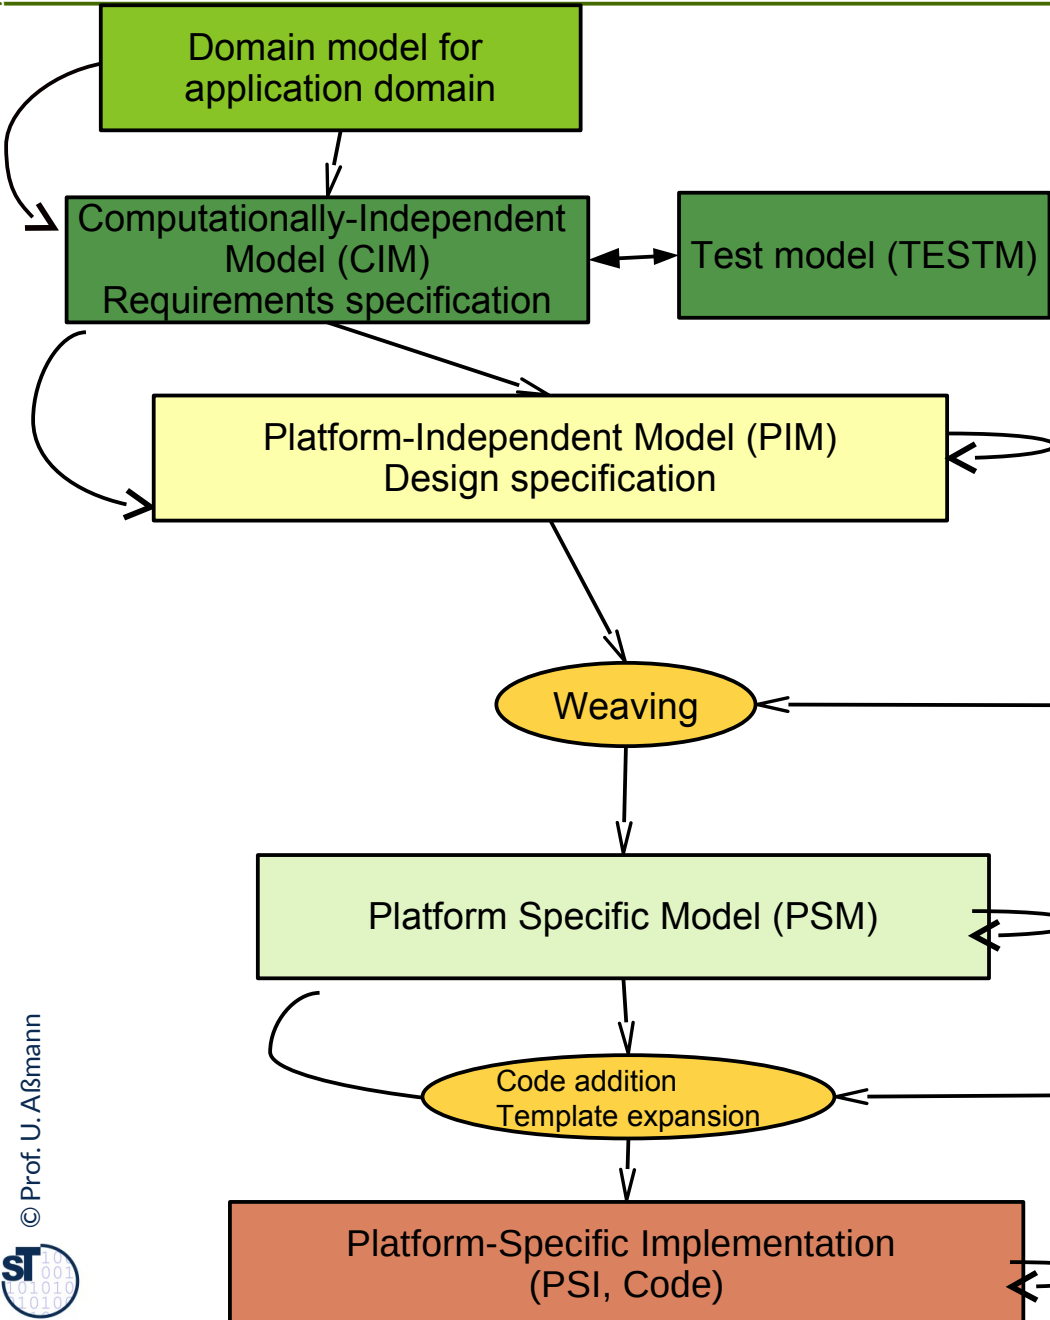 Domain model for
application domain
Computationally-Independent
Model (CIM)
Requirements specification
Test model (TESTM)
Platform-Independent Model (PIM)
Design specification
Weaving
Platform Specific Model (PSM)
Code addition
Template expansion
Platform-Specific Implementation
(PSI, Code)
© Prof. U. Aßmann
ST